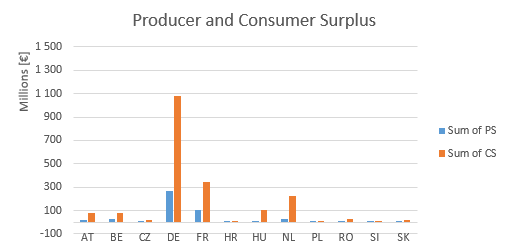 Producer and Consumer Surplus
Millions [€]
1 500
1 300
1 100
900
700
500
300
100
-100
AT BE CZ DE FR HR HU NL PL RO SI SK
Sum of PS
Sum of CS